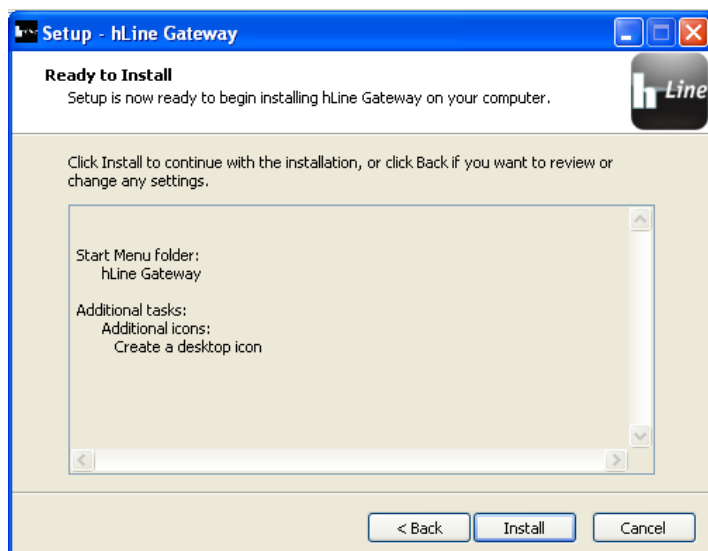 Setup - hLine Gateway
Ready to Install
Setup is now ready to begin installing hLine Gateway on your computer.
h Line
Click Install to continue with the installation, or click Back if you want to review or
change any settings.
Start Menu folder:
hLine Gateway
Additional tasks:
Additional icons:
Create a desktop icon
< Back
Install
Cancel